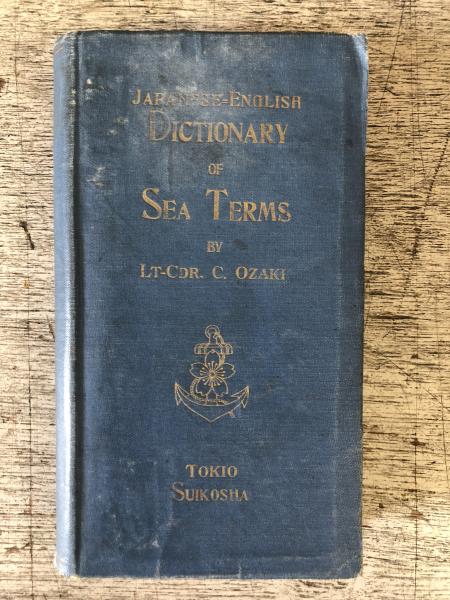 JAPANESE-ENGLISH
DICTIONARY
OF
SEA TERMS
BY
LT-CDR. C. OZAKI
TOKIO
SUIKOSHA